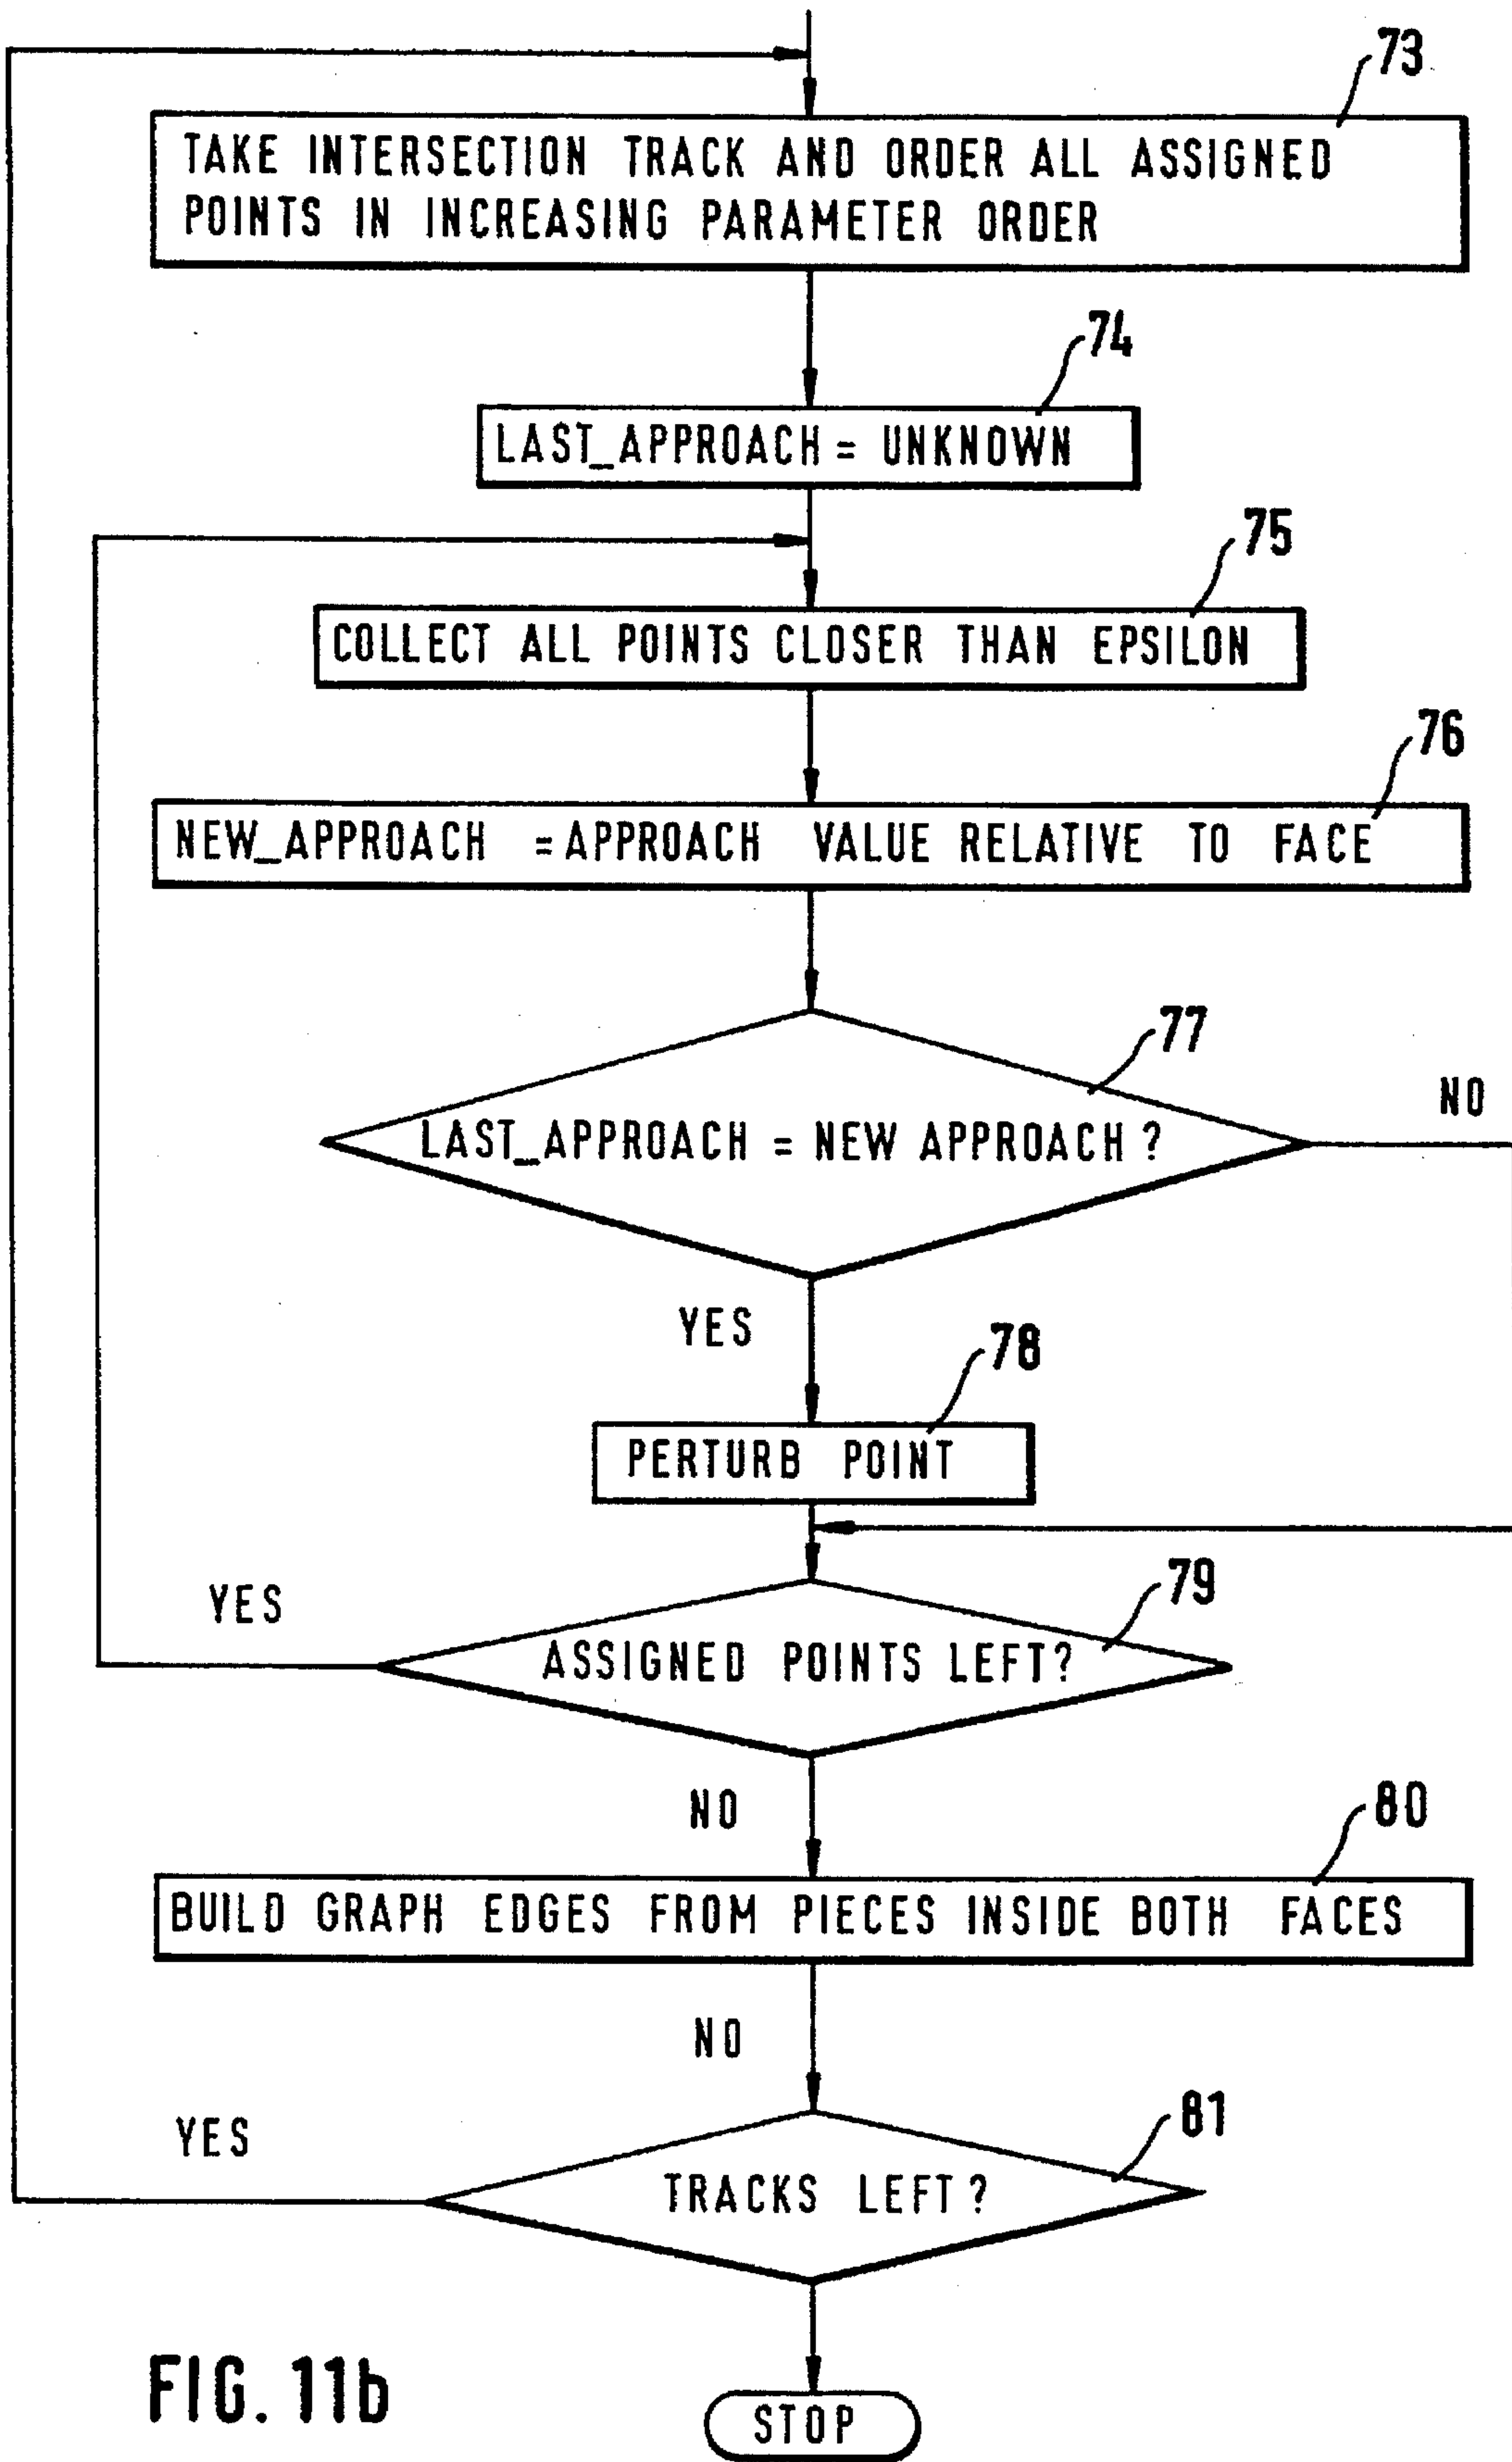 73
TAKE INTERSECTION TRACK AND ORDER ALL ASSIGNED
POINTS IN INCREASING PARAMETER ORDER
74
LAST_APPROACH = UNKNOWN
75
COLLECT ALL POINTS CLOSER THAN EPSILON
76
NEW_APPROACH = APPROACH VALUE RELATIVE TO FACE
77
NO
LAST_APPROACH = NEW APPROACH ?
YES
78
PERTURB POINT
79
YES
ASSIGNED POINTS LEFT?
NO
80
BUILD GRAPH EDGES FROM PIECES INSIDE BOTH FACES
NO
81
YES
TRACKS LEFT?
FIG. 11b
STOP